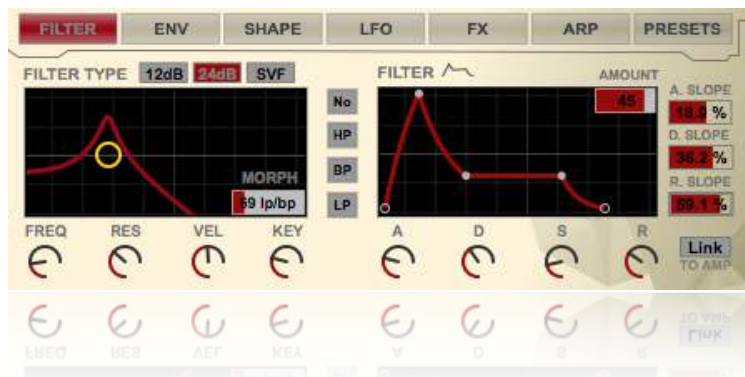 FILTER ENV SHAPE LFO FX ARP PRESETS
FILTER TYPE 12dB 24dB SVF
MORPH
69 lp/bp
No
HP
BP
LP
FREQ RES VEL KEY
FILTER AMOUNT
45
A. SLOPE
18.9 %
D. SLOPE
36.2 %
R. SLOPE
59.1 %
A D S R
Link
TO AMP